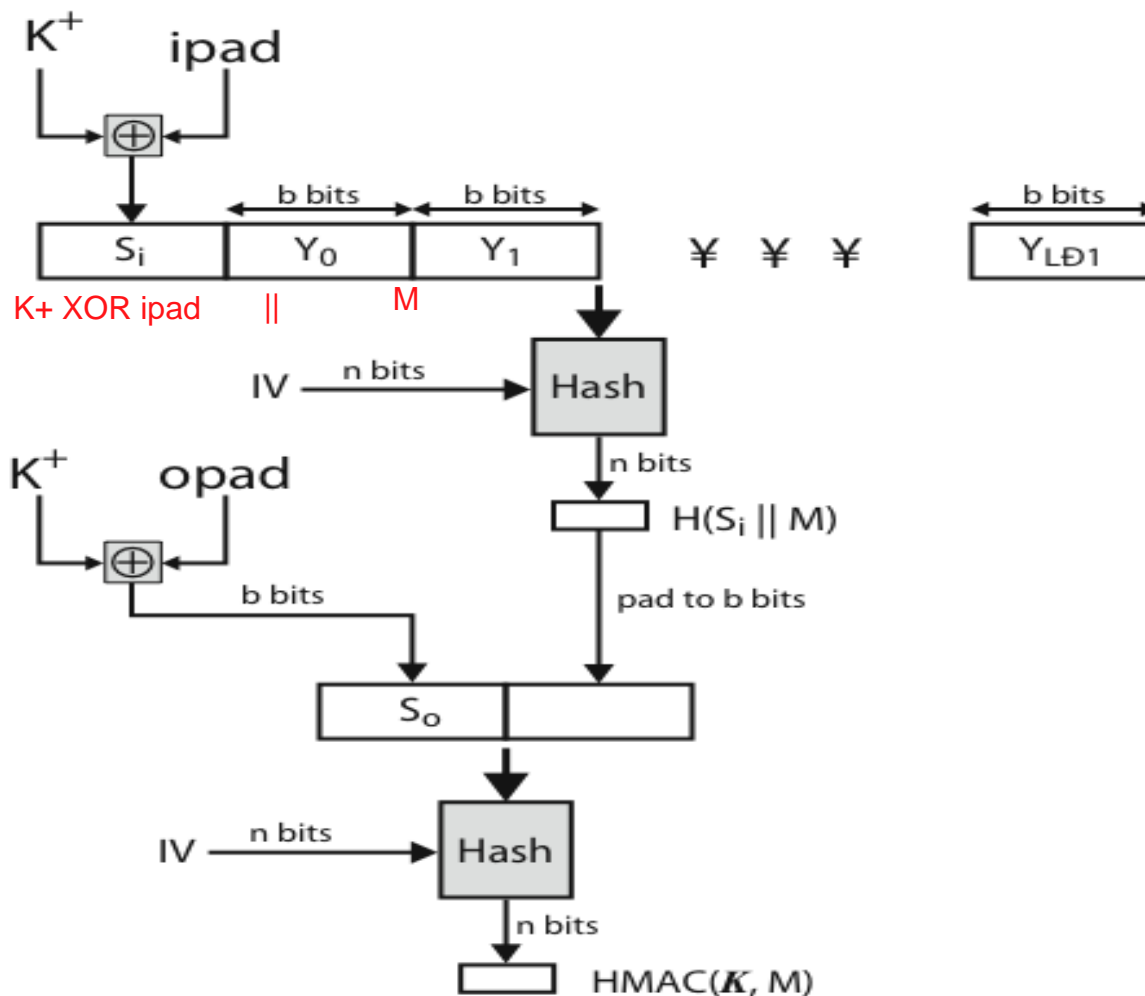 K+ ipad
⊕
b bits b bits b bits
Si Y0 Y1 ¥ ¥ ¥ YLÐ1
K+ XOR ipad || M
IV n bits Hash
n bits
K+ opad
H(Si || M)
⊕
b bits pad to b bits
So
IV n bits Hash
n bits
HMAC(K, M)